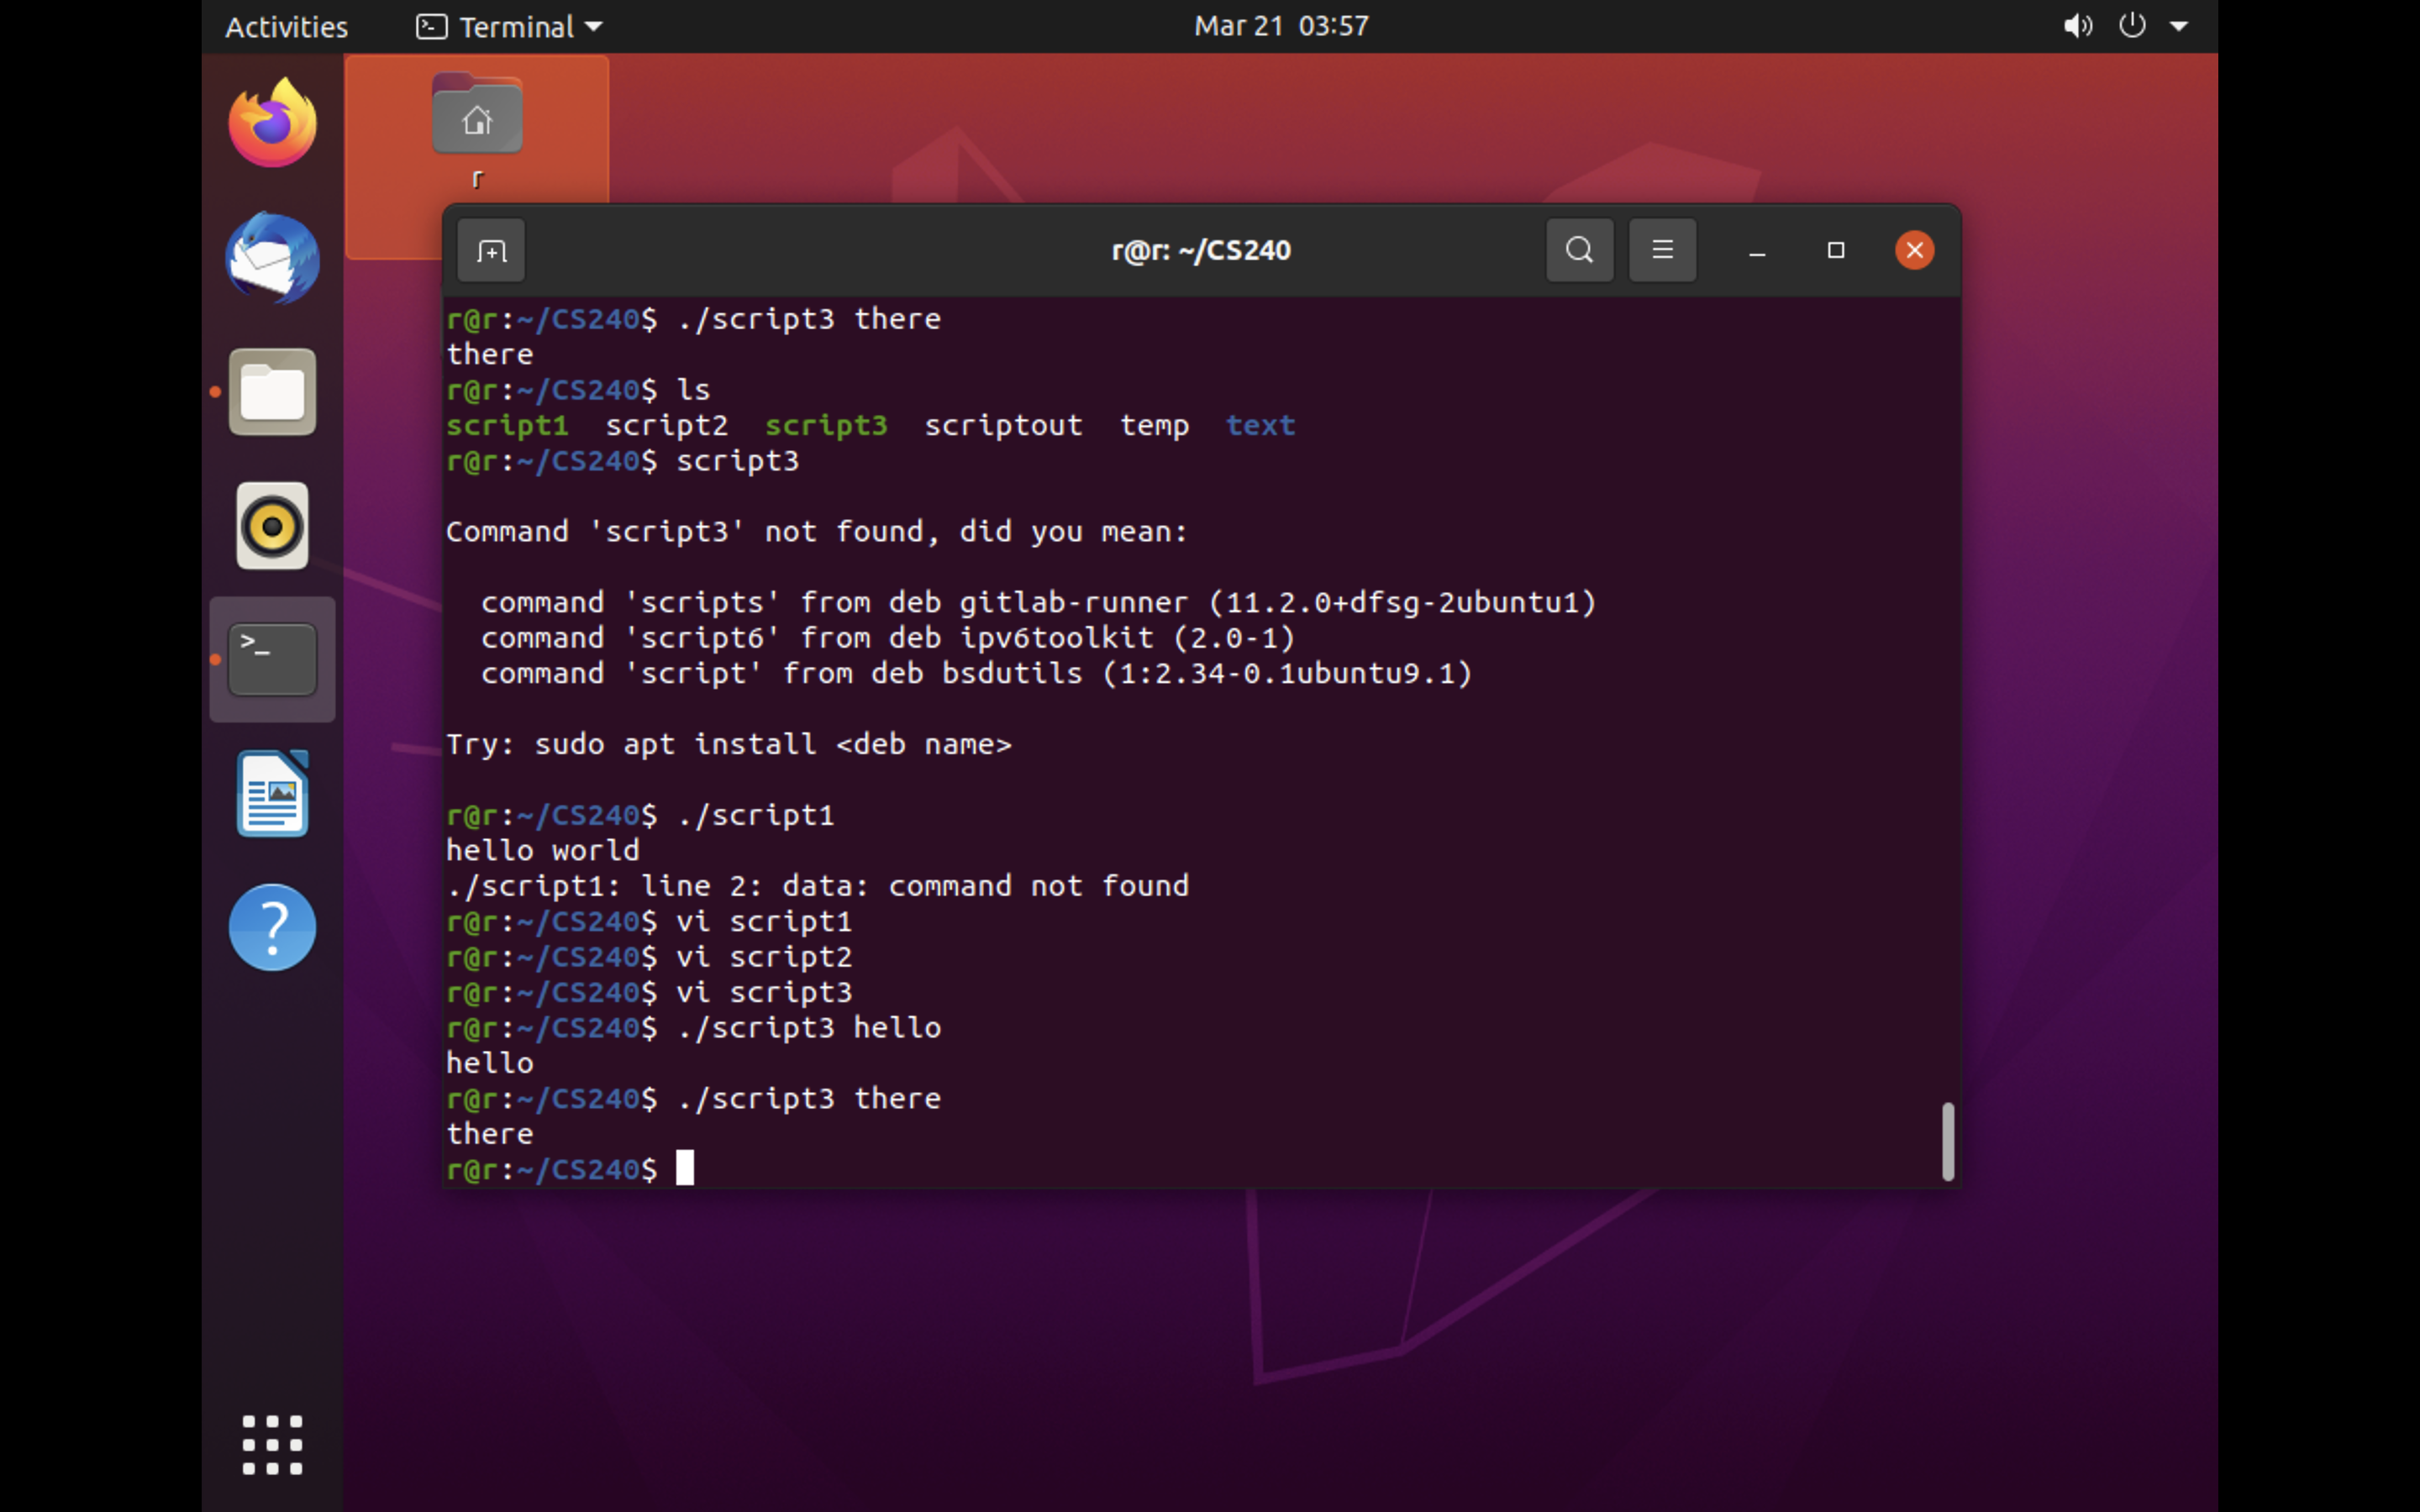 Activities Terminal Mar 21 03:57
r
r@r: ~/CS240
r@r:~/CS240$ ./script3 there
there
r@r:~/CS240$ ls
script1 script2 script3 scriptout temp text
r@r:~/CS240$ script3
Command 'script3' not found, did you mean:
command 'scripts' from deb gitlab-runner (11.2.0+dfsg-2ubuntu1)
command 'script6' from deb ipv6toolkit (2.0-1)
command 'script' from deb bsdutils (1:2.34-0.1ubuntu9.1)
Try: sudo apt install <deb name>
r@r:~/CS240$ ./script1
hello world
./script1: line 2: data: command not found
r@r:~/CS240$ vi script1
r@r:~/CS240$ vi script2
r@r:~/CS240$ vi script3
r@r:~/CS240$ ./script3 hello
hello
r@r:~/CS240$ ./script3 there
there
r@r:~/CS240$